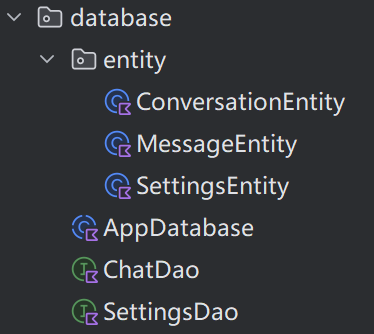 database
entity
ConversationEntity
MessageEntity
SettingsEntity
AppDatabase
ChatDao
SettingsDao